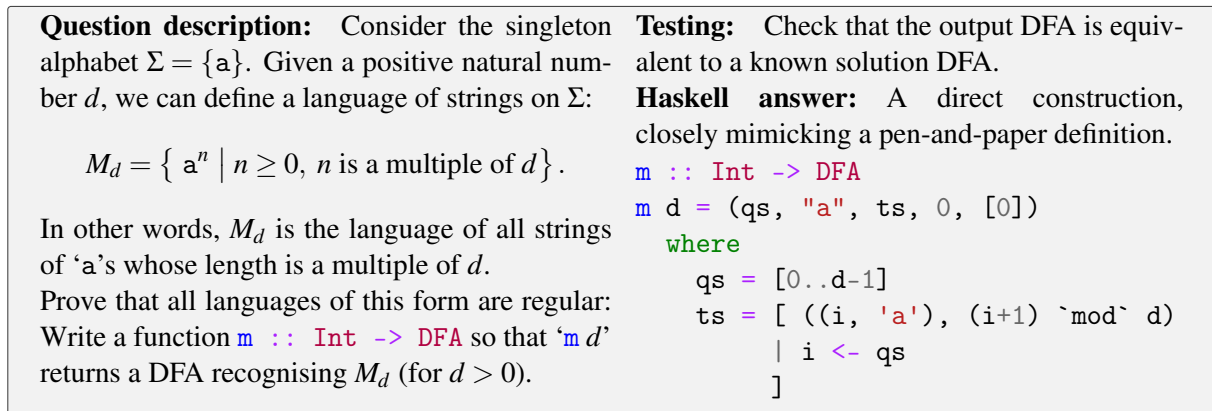 Question description: Consider the singleton
alphabet Σ = {a}. Given a positive natural num-
ber d, we can define a language of strings on Σ:
M_d = { aⁿ | n ≥ 0, n is a multiple of d }.
In other words, M_d is the language of all strings
of ‘a’s whose length is a multiple of d.
Prove that all languages of this form are regular:
Write a function m :: Int -> DFA so that ‘m d’
returns a DFA recognising M_d (for d > 0).
Testing: Check that the output DFA is equiv-
alent to a known solution DFA.
Haskell answer: A direct construction,
closely mimicking a pen-and-paper definition.
m :: Int -> DFA
m d = (qs, "a", ts, 0, [0])
  where
    qs = [0..d-1]
    ts = [ ((i, 'a'), (i+1) `mod` d)
         | i <- qs
         ]